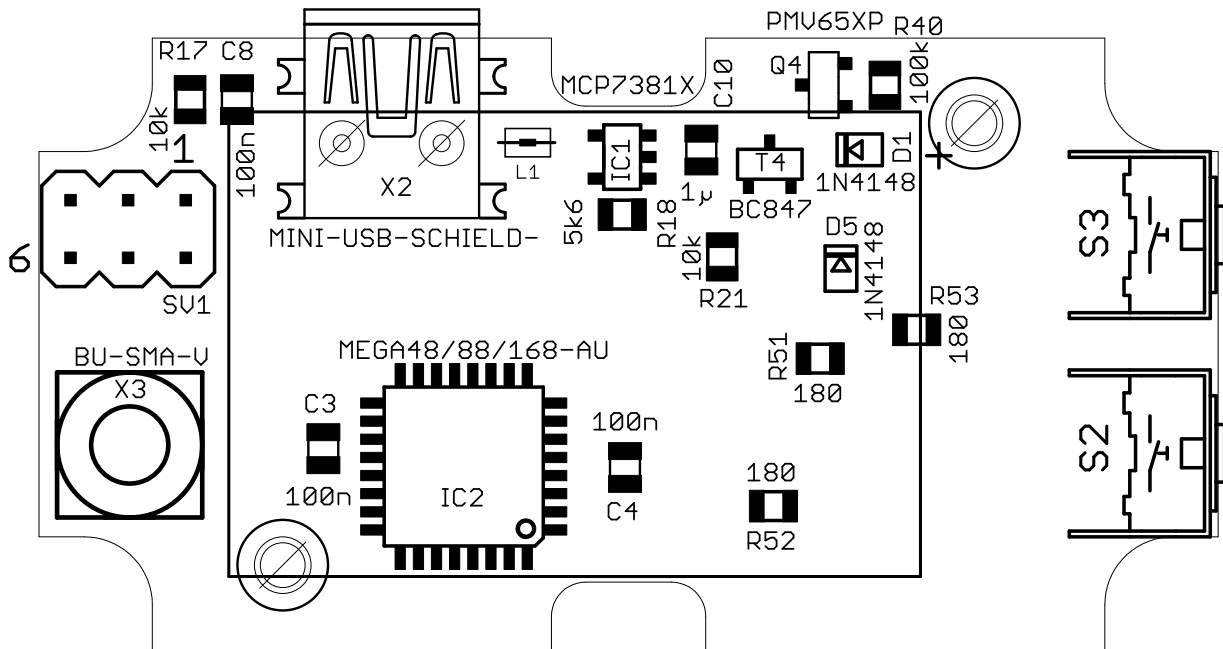 PMV65XP
R40
R17
C8
Q4
MCP7381X
C10
100k
10k
1
100n
X2
L1
IC1
1µ
T4
D1
+
1N4148
BC847
5k6
R18
MINI-USB-SCHIELD-
D5
1N4148
10k
R21
6
SV1
S3
R53
180
BU-SMA-V
X3
MEGA48/88/168-AU
R51
180
C3
100n
100n
IC2
C4
180
R52
S2